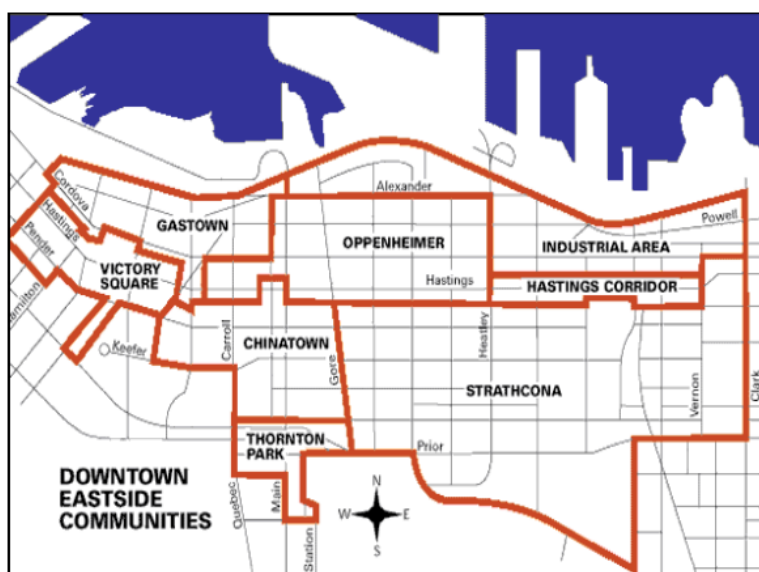 Alexander
Cordova
Powell
Hastings
GASTOWN
OPPENHEIMER
INDUSTRIAL AREA
Pender
VICTORY
SQUARE
Hastings
HASTINGS CORRIDOR
Keefer
Carroll
CHINATOWN
Gore
Heatley
STRATHCONA
Vernon
Clark
THORNTON
PARK
Prior
DOWNTOWN
EASTSIDE
COMMUNITIES
Quebec
Main
Station
N
W
E
S